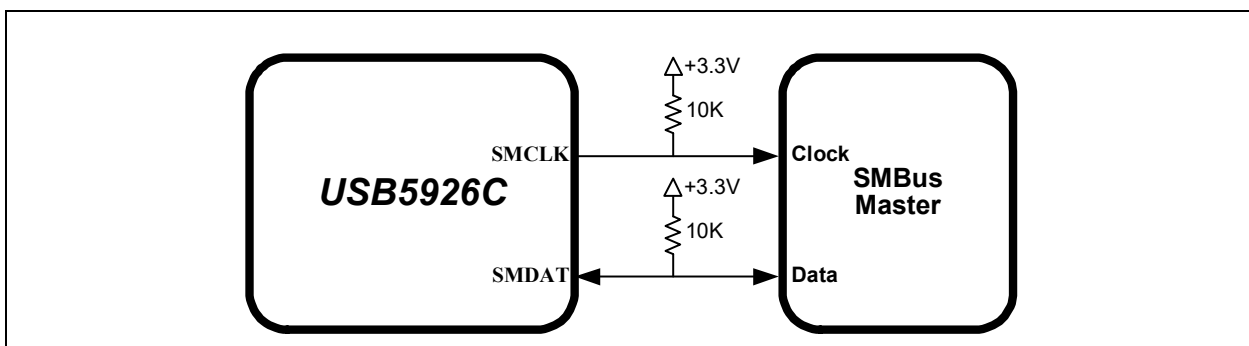 +3.3V
10K
SMCLK
Clock
USB5926C
SMBus
Master
+3.3V
10K
SMDAT
Data